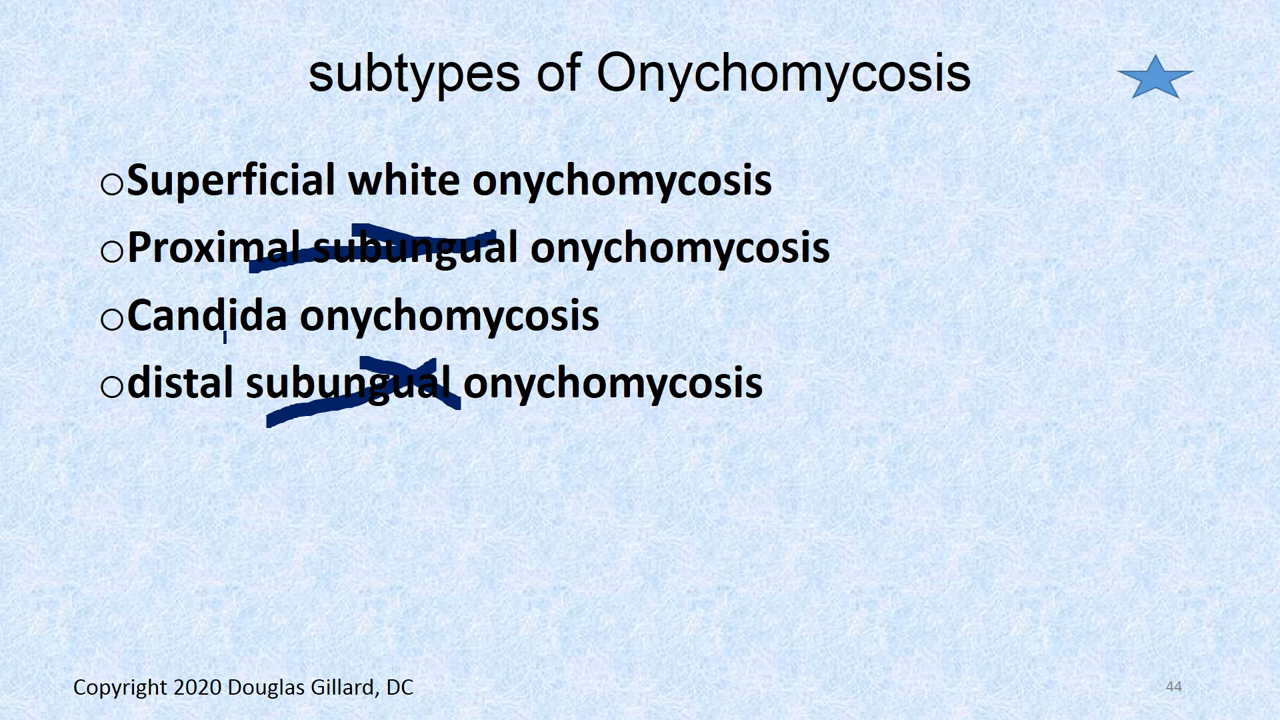 subtypes of Onychomycosis
○Superficial white onychomycosis
○Proximal subungual onychomycosis
○Candida onychomycosis
○distal subungual onychomycosis
Copyright 2020 Douglas Gillard, DC
44